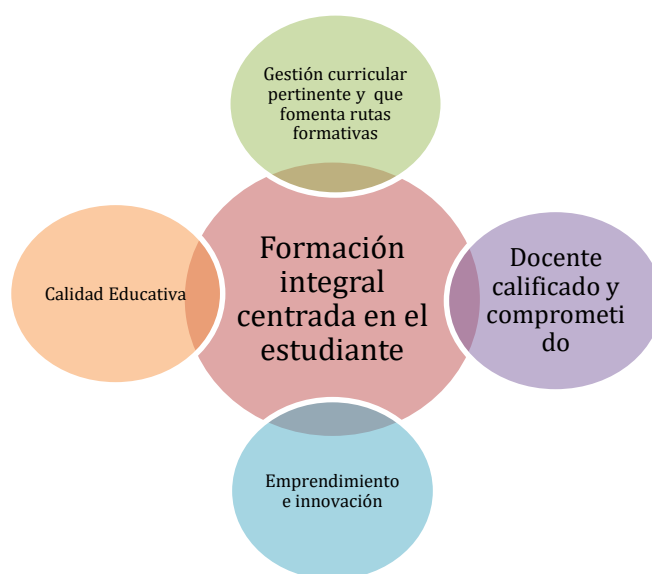 Gestión curricular
pertinente y que
fomenta rutas
formativas
Formación
integral
centrada en el
estudiante
Docente
calificado y
comprometi
do
Calidad Educativa
Emprendimiento
e innovación